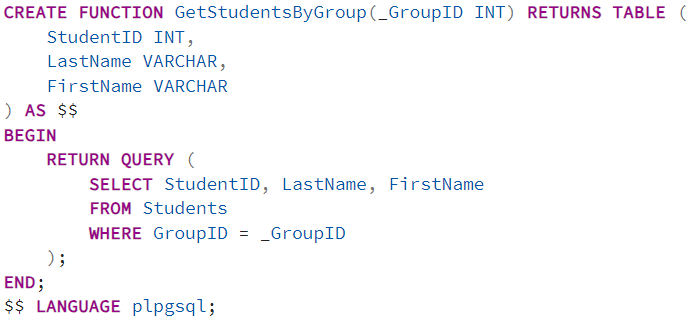 CREATE FUNCTION GetStudentsByGroup(_GroupID INT) RETURNS TABLE (
    StudentID INT,
    LastName VARCHAR,
    FirstName VARCHAR
) AS $$
BEGIN
    RETURN QUERY (
        SELECT StudentID, LastName, FirstName
        FROM Students
        WHERE GroupID = _GroupID
    );
END;
$$ LANGUAGE plpgsql;